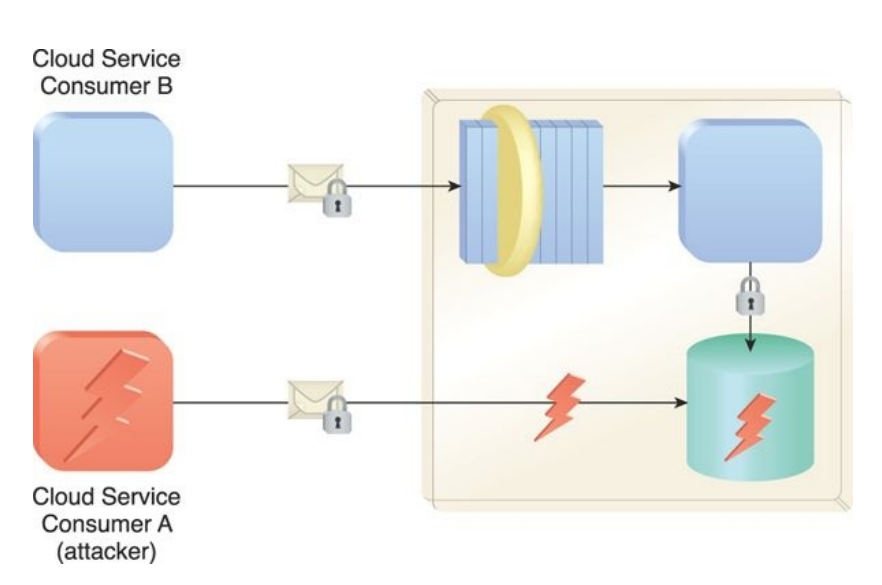 Cloud Service
Consumer B
Cloud Service
Consumer A
(attacker)